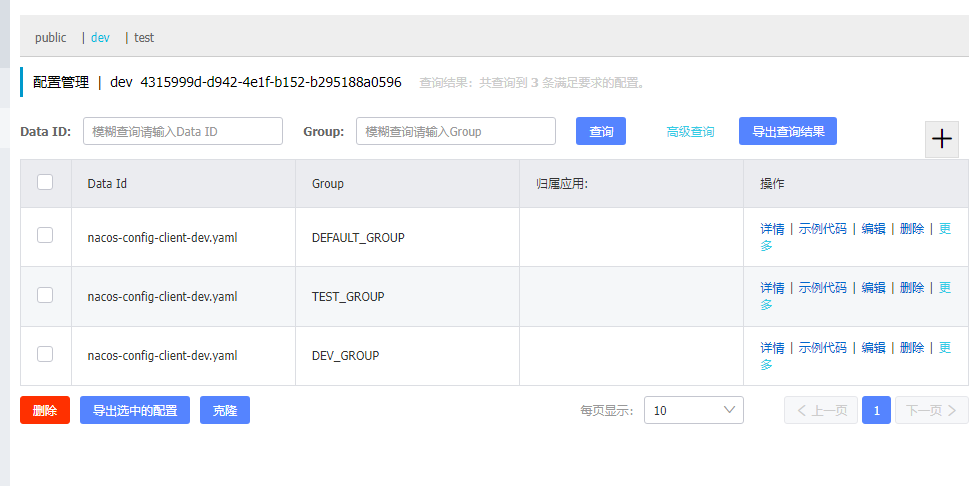 public | dev | test
配置管理 | dev 4315999d-d942-4e1f-b152-b295188a0596 查询结果：共查询到 3 条满足要求的配置。
Data ID: 模糊查询请输入Data ID Group: 模糊查询请输入Group 查询 高级查询 导出查询结果
Data Id Group 归属应用: 操作
nacos-config-client-dev.yaml DEFAULT_GROUP 详情 | 示例代码 | 编辑 | 删除 | 更
多
nacos-config-client-dev.yaml TEST_GROUP 详情 | 示例代码 | 编辑 | 删除 | 更
多
nacos-config-client-dev.yaml DEV_GROUP 详情 | 示例代码 | 编辑 | 删除 | 更
多
删除 导出选中的配置 克隆 每页显示: 10 上一页 1 下一页